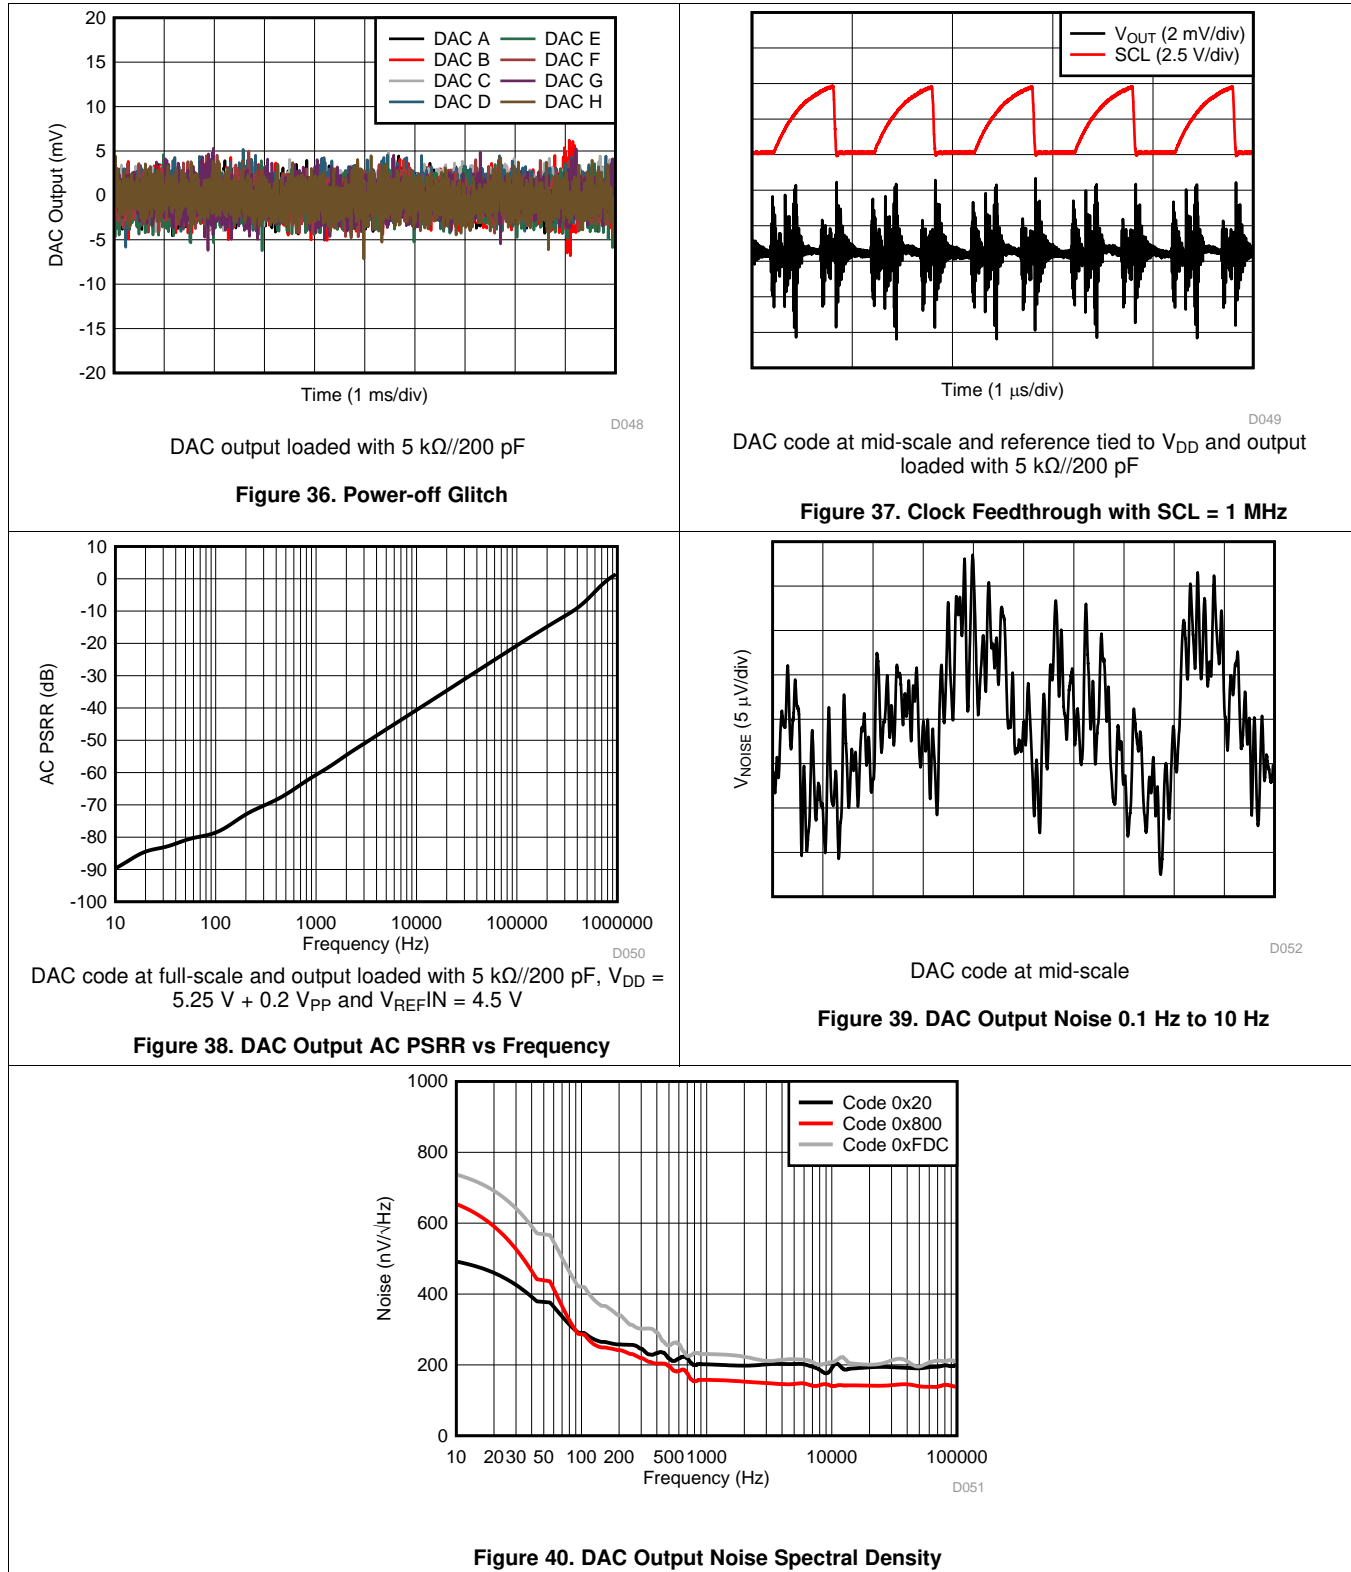 20
15
10
5
0
-5
-10
-15
-20
DAC Output (mV)
DAC A
DAC B
DAC C
DAC D
DAC E
DAC F
DAC G
DAC H
Time (1 ms/div)
D048
DAC output loaded with 5 kΩ//200 pF
Figure 36. Power-off Glitch
VOUT (2 mV/div)
SCL (2.5 V/div)
Time (1 μs/div)
D049
DAC code at mid-scale and reference tied to VDD and output
loaded with 5 kΩ//200 pF
Figure 37. Clock Feedthrough with SCL = 1 MHz
10
0
-10
-20
-30
-40
-50
-60
-70
-80
-90
-100
AC PSRR (dB)
10 100 1000 10000 100000 1000000
Frequency (Hz)
D050
DAC code at full-scale and output loaded with 5 kΩ//200 pF, VDD =
5.25 V + 0.2 VPP and VREFIN = 4.5 V
Figure 38. DAC Output AC PSRR vs Frequency
VNOISE (5 μV/div)
D052
DAC code at mid-scale
Figure 39. DAC Output Noise 0.1 Hz to 10 Hz
1000
800
600
400
200
0
Noise (nV/√Hz)
Code 0x20
Code 0x800
Code 0xFDC
10 20 30 50 100 200 500 1000 10000 100000
Frequency (Hz)
D051
Figure 40. DAC Output Noise Spectral Density